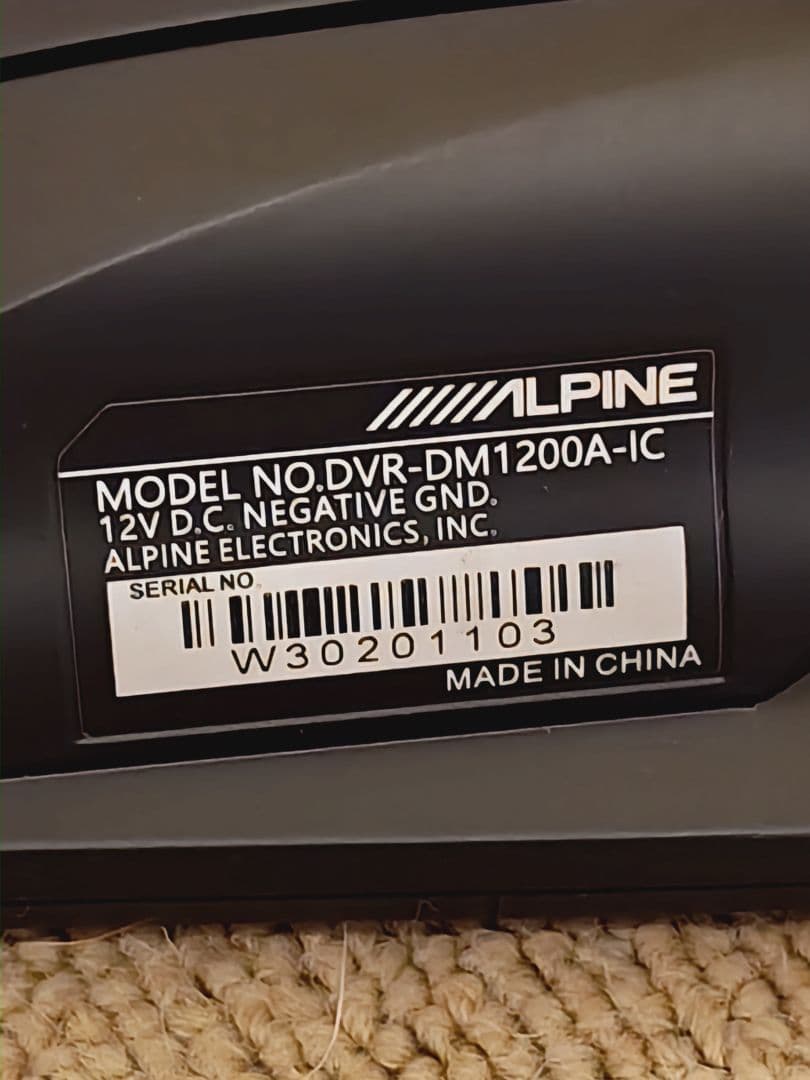 ALPINE
MODEL NO.DVR-DM1200A-IC
12V D.C. NEGATIVE GND.
ALPINE ELECTRONICS, INC.
SERIAL NO.
W30201103
MADE IN CHINA